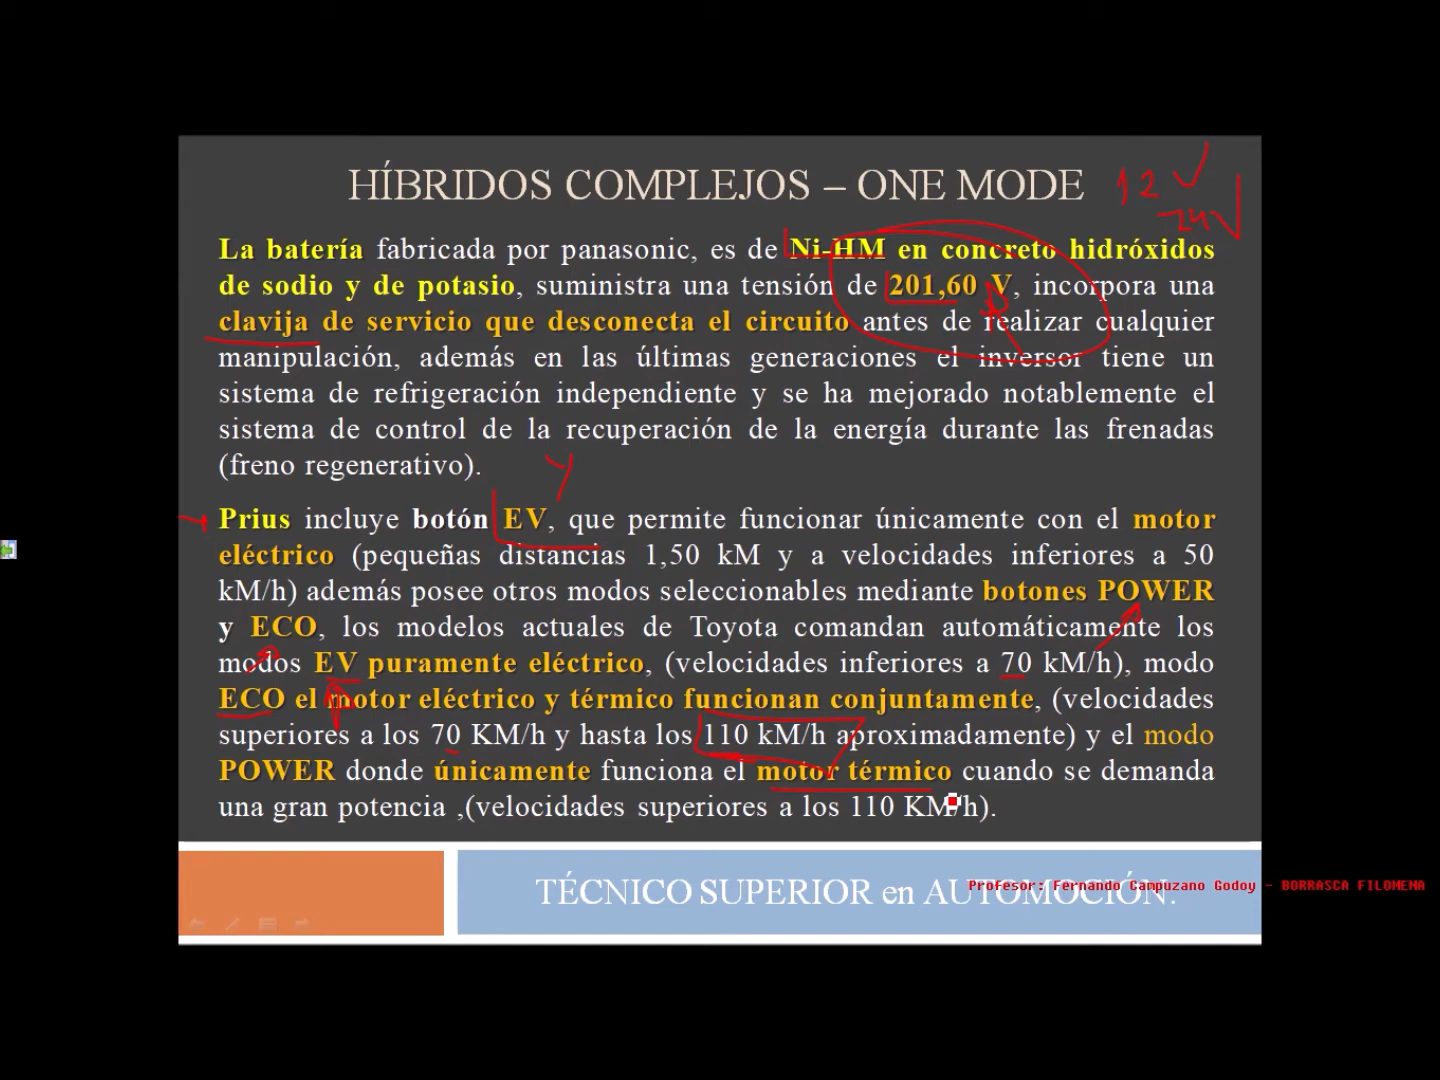 HÍBRIDOS COMPLEJOS – ONE MODE
12 V
24 V
La batería fabricada por panasonic, es de Ni-HM en concreto hidróxidos
de sodio y de potasio, suministra una tensión de 201,60 V, incorpora una
clavija de servicio que desconecta el circuito antes de realizar cualquier
manipulación, además en las últimas generaciones el inversor tiene un
sistema de refrigeración independiente y se ha mejorado notablemente el
sistema de control de la recuperación de la energía durante las frenadas
(freno regenerativo).
Prius incluye botón EV, que permite funcionar únicamente con el motor
eléctrico (pequeñas distancias 1,50 kM y a velocidades inferiores a 50
kM/h) además posee otros modos seleccionables mediante botones POWER
y ECO, los modelos actuales de Toyota comandan automáticamente los
modos EV puramente eléctrico, (velocidades inferiores a 70 kM/h), modo
ECO el motor eléctrico y térmico funcionan conjuntamente, (velocidades
superiores a los 70 KM/h y hasta los 110 kM/h aproximadamente) y el modo
POWER donde únicamente funciona el motor térmico cuando se demanda
una gran potencia ,(velocidades superiores a los 110 KM/h).
TÉCNICO SUPERIOR en AUTOMOCIÓN.
Profesor: Fernando Campuzano Godoy - BORRASCA FILOMENA